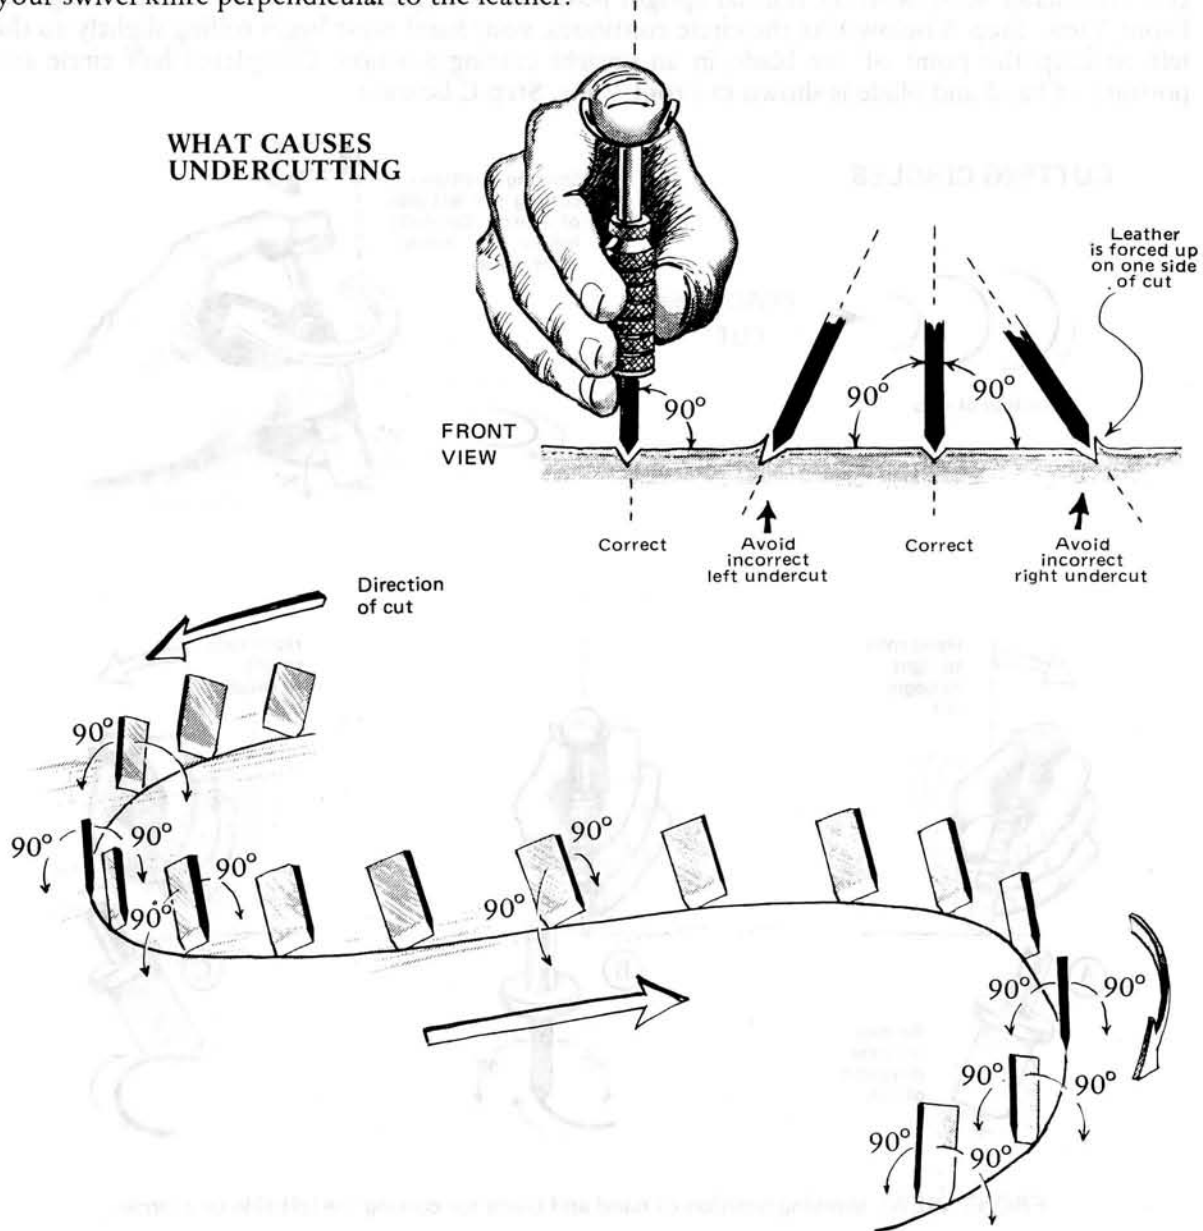 your swivel knife perpendicular to the leather.
WHAT CAUSES
UNDERCUTTING
Leather
is forced up
on one side
of cut
90°
90°
90°
FRONT
VIEW
Correct
Avoid
incorrect
left undercut
Correct
Avoid
incorrect
right undercut
Direction
of cut
90°
90°
90°
90°
90°
90°
90°
90°
90°
90°
90°
90°
90°